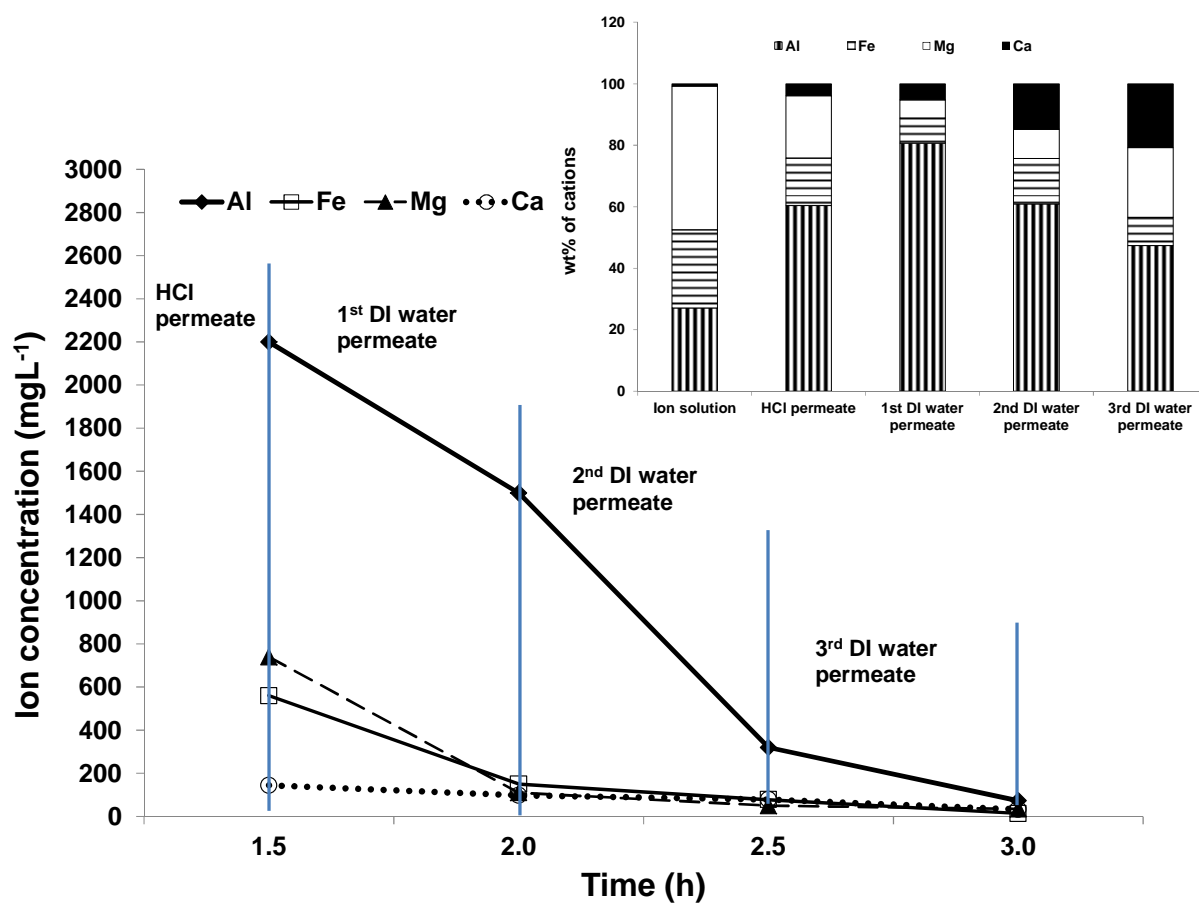 120
100
80
60
40
20
0
wt% of cations
Al Fe Mg Ca
Ion solution HCl permeate 1st DI water 2nd DI water 3rd DI water
permeate permeate permeate
3000
2800
2600
2400
2200
2000
1800
1600
1400
1200
1000
800
600
400
200
0
Ion concentration (mgL⁻¹)
Al Fe Mg Ca
HCl
permeate
1st DI water
permeate
2nd DI water
permeate
3rd DI water
permeate
1.5 2.0 2.5 3.0
Time (h)